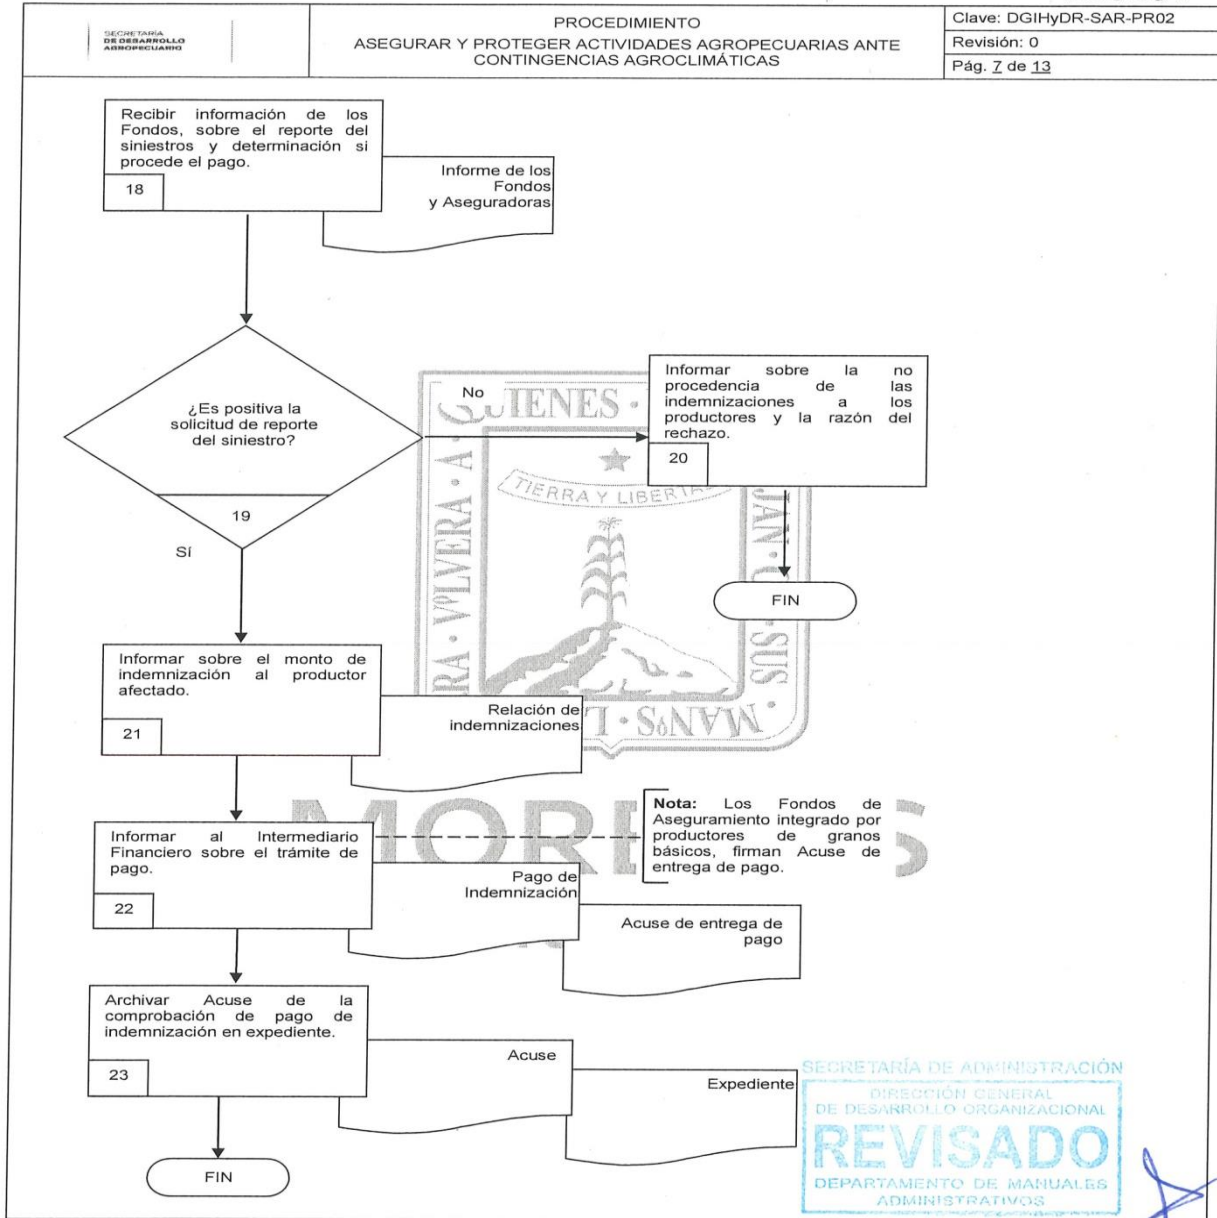 SECRETARÍA
DE DESARROLLO
AGROPECUARIO
PROCEDIMIENTO
ASEGURAR Y PROTEGER ACTIVIDADES AGROPECUARIAS ANTE
CONTINGENCIAS AGROCLIMÁTICAS
Clave: DGIHyDR-SAR-PR02
Revisión: 0
Pág. 7 de 13
Recibir información de los
Fondos, sobre el reporte del
siniestros y determinación si
procede el pago.
18
Informe de los
Fondos
y Aseguradoras
¿Es positiva la
solicitud de reporte
del siniestro?
19
No
Sí
Informar sobre la no
procedencia de las
indemnizaciones a los
productores y la razón del
rechazo.
20
FIN
TIERRA Y LIBERTA
Informar sobre el monto de
indemnización al productor
afectado.
21
Relación de
indemnizaciones
Informar al Intermediario
Financiero sobre el trámite de
pago.
22
Pago de
Indemnización
Nota: Los Fondos de
Aseguramiento integrado por
productores de granos
básicos, firman Acuse de
entrega de pago.
Acuse de entrega de
pago
Archivar Acuse de la
comprobación de pago de
indemnización en expediente.
23
Acuse
Expediente
FIN
SECRETARÍA DE ADMINISTRACIÓN
DIRECCIÓN GENERAL
DE DESARROLLO ORGANIZACIONAL
REVISADO
DEPARTAMENTO DE MANUALES
ADMINISTRATIVOS